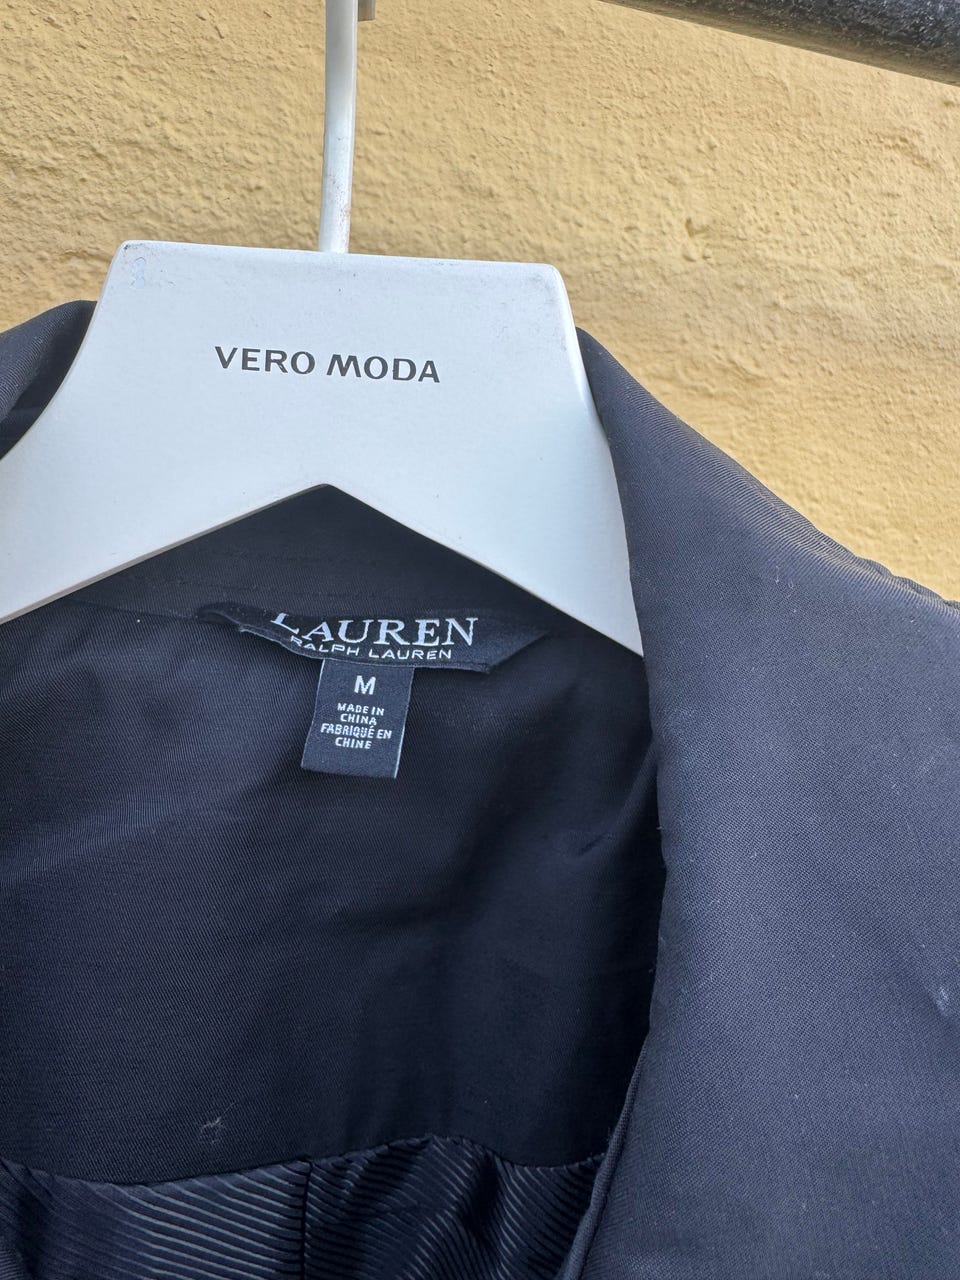 VERO MODA
LAUREN
RALPH LAUREN
M
MADE IN
CHINA
FABRIQUÉ EN
CHINE